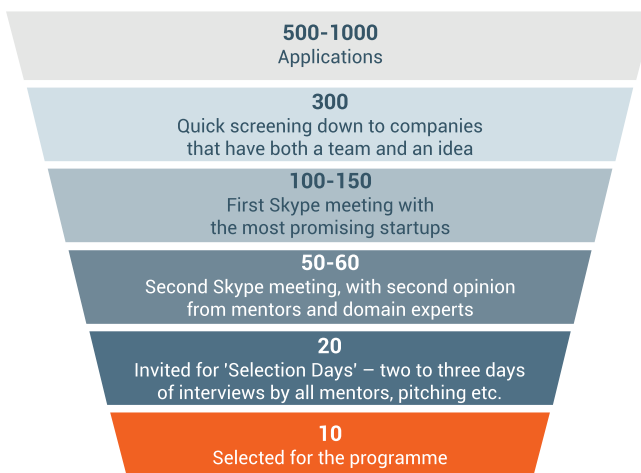 500-1000
Applications
300
Quick screening down to companies
that have both a team and an idea
100-150
First Skype meeting with
the most promising startups
50-60
Second Skype meeting, with second opinion
from mentors and domain experts
20
Invited for 'Selection Days' – two to three days
of interviews by all mentors, pitching etc.
10
Selected for the programme